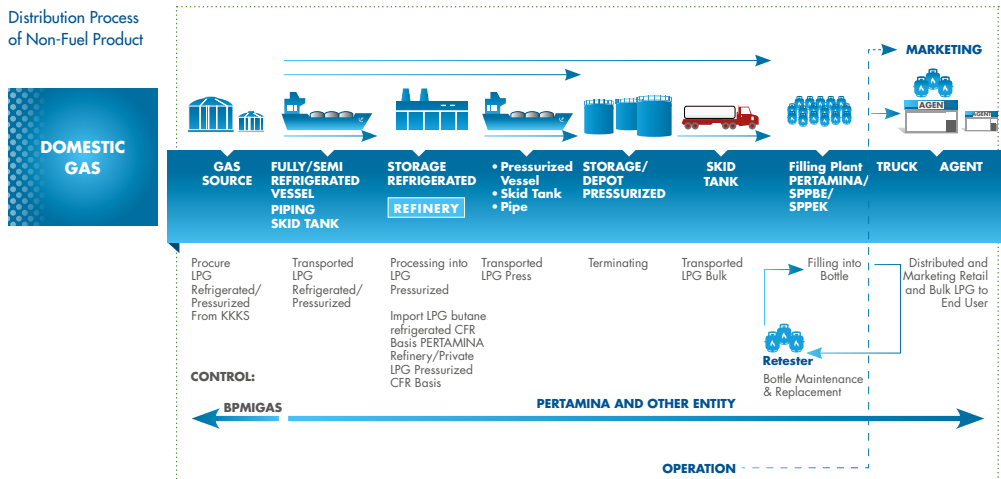 Distribution Process
of Non-Fuel Product
DOMESTIC
GAS
MARKETING
AGENT
AGENT
GAS
SOURCE
FULLY/SEMI
REFRIGERATED
VESSEL
PIPING
SKID TANK
STORAGE
REFRIGERATED
REFINERY
• Pressurized
Vessel
• Skid Tank
• Pipe
STORAGE/
DEPOT
PRESSURIZED
SKID
TANK
Filling Plant
PERTAMINA/
SPPBE/
SPPEK
TRUCK
AGENT
Procure
LPG
Refrigerated/
Pressurized
From KKKS
Transported
LPG
Refrigerated/
Pressurized
Processing into
LPG
Pressurized
Import LPG butane
refrigerated CFR
Basis PERTAMINA
Refinery/Private
LPG Pressurized
CFR Basis
Transported
LPG Press
Terminating
Transported
LPG Bulk
Filling into
Bottle
Distributed and
Marketing Retail
and Bulk LPG to
End User
Retester
Bottle Maintenance
& Replacement
CONTROL:
BPMIGAS
PERTAMINA AND OTHER ENTITY
OPERATION